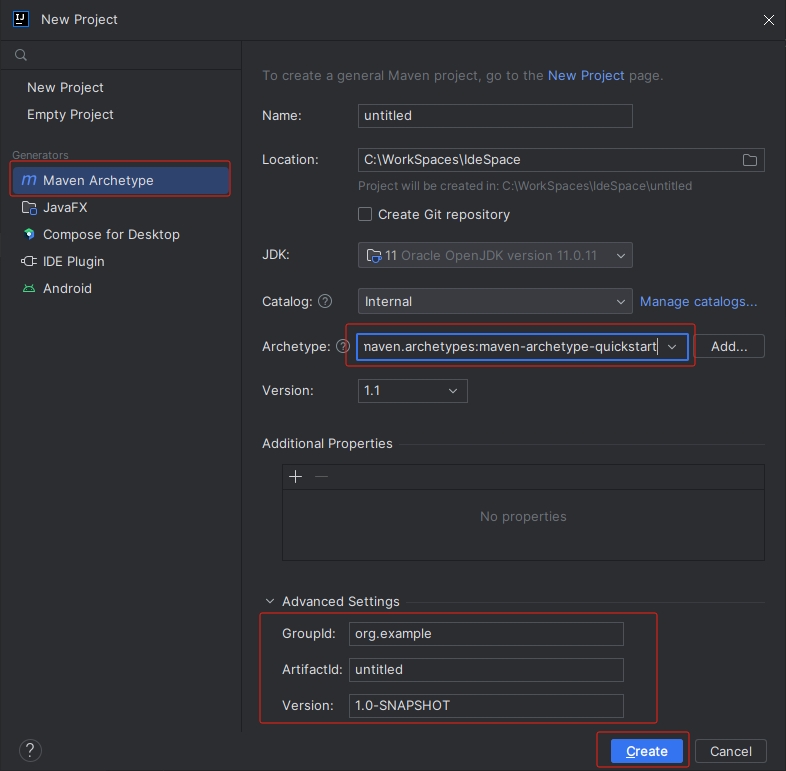 New Project
New Project
Empty Project
Generators
Maven Archetype
JavaFX
Compose for Desktop
IDE Plugin
Android
To create a general Maven project, go to the New Project page.
Name: untitled
Location: C:\WorkSpaces\IdeSpace
Project will be created in: C:\WorkSpaces\IdeSpace\untitled
Create Git repository
JDK: 11 Oracle OpenJDK version 11.0.11
Catalog: ? Internal Manage catalogs...
Archetype: ? naven.archetypes:maven-archetype-quickstart Add...
Version: 1.1
Additional Properties
No properties
Advanced Settings
GroupId: org.example
ArtifactId: untitled
Version: 1.0-SNAPSHOT
? Create Cancel